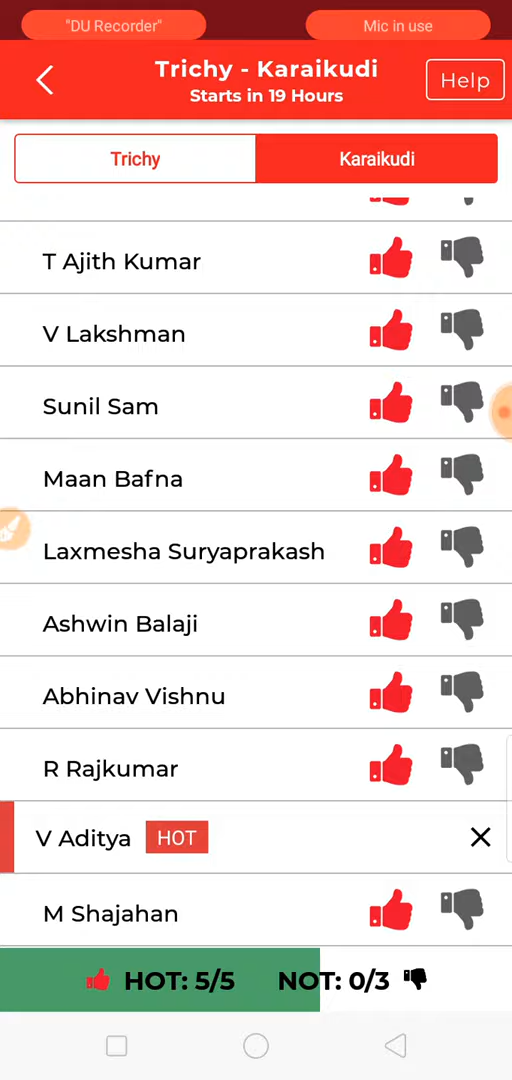 "DU Recorder"
Mic in use
Trichy - Karaikudi
Starts in 19 Hours
Help
Trichy
Karaikudi
T Ajith Kumar
V Lakshman
Sunil Sam
Maan Bafna
Laxmesha Suryaprakash
Ashwin Balaji
Abhinav Vishnu
R Rajkumar
V Aditya HOT
M Shajahan
HOT: 5/5 NOT: 0/3